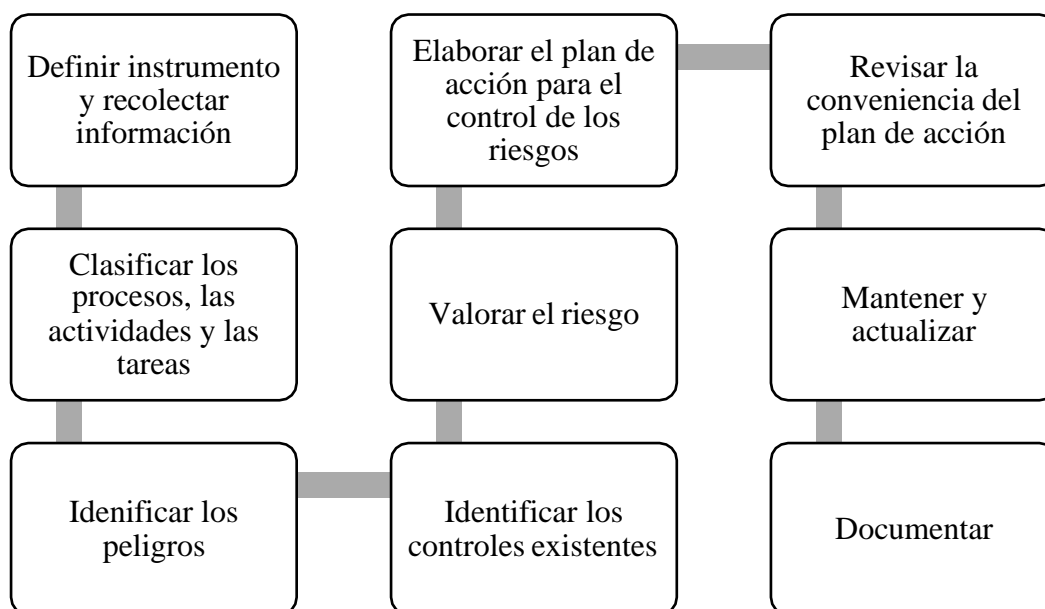 Definir instrumento
y recolectar
información
Clasificar los
procesos, las
actividades y las
tareas
Idenificar los
peligros
Identificar los
controles existentes
Valorar el riesgo
Elaborar el plan de
acción para el
control de los
riesgos
Revisar la
conveniencia del
plan de acción
Mantener y
actualizar
Documentar